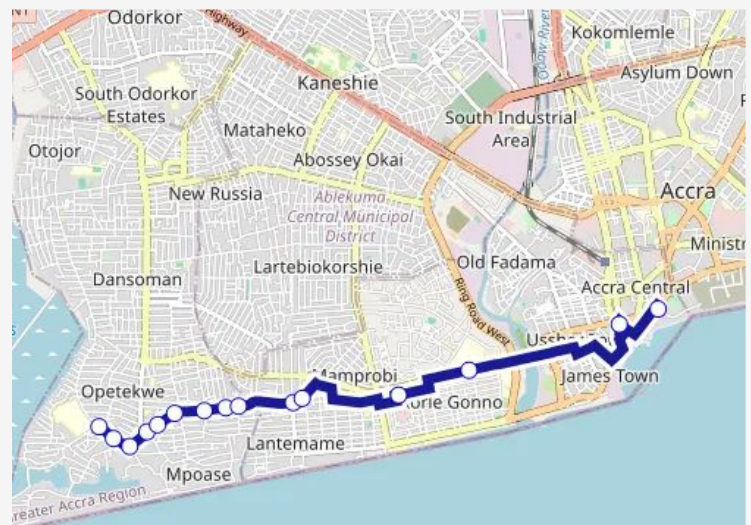 Odorkor
Highway
Kokomlemle
Odaw River
Asylum Down
Kaneshie
South Odorkor
Estates
South Industrial
Area
Mataheko
Otojor
Abossey Okai
New Russia
Accra
Ablekuma
Central Municipal
District
Lartebiokorshie
Old Fadama
Dansoman
Accra Central
Ring Road West
Mamprobi
James Town
Opetekwe
Korle Gonno
Lantemame
Mpoase
Greater Accra Region